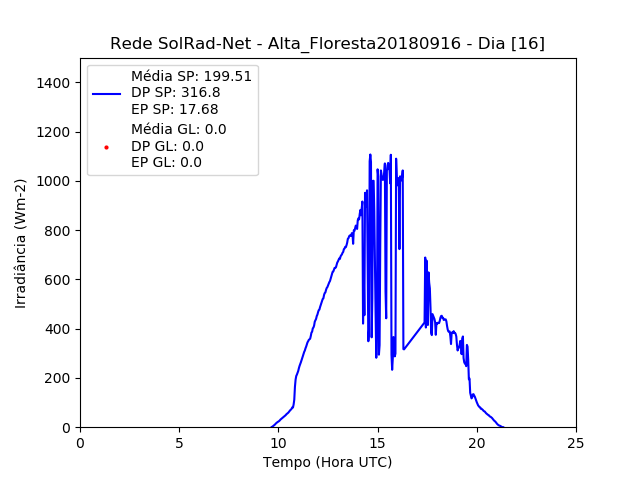 Rede SolRad-Net - Alta_Floresta20180916 - Dia [16]
Média SP: 199.51
DP SP: 316.8
EP SP: 17.68
Média GL: 0.0
DP GL: 0.0
EP GL: 0.0
1400
1200
1000
800
600
400
200
0
Irradiância (Wm-2)
0 5 10 15 20 25
Tempo (Hora UTC)